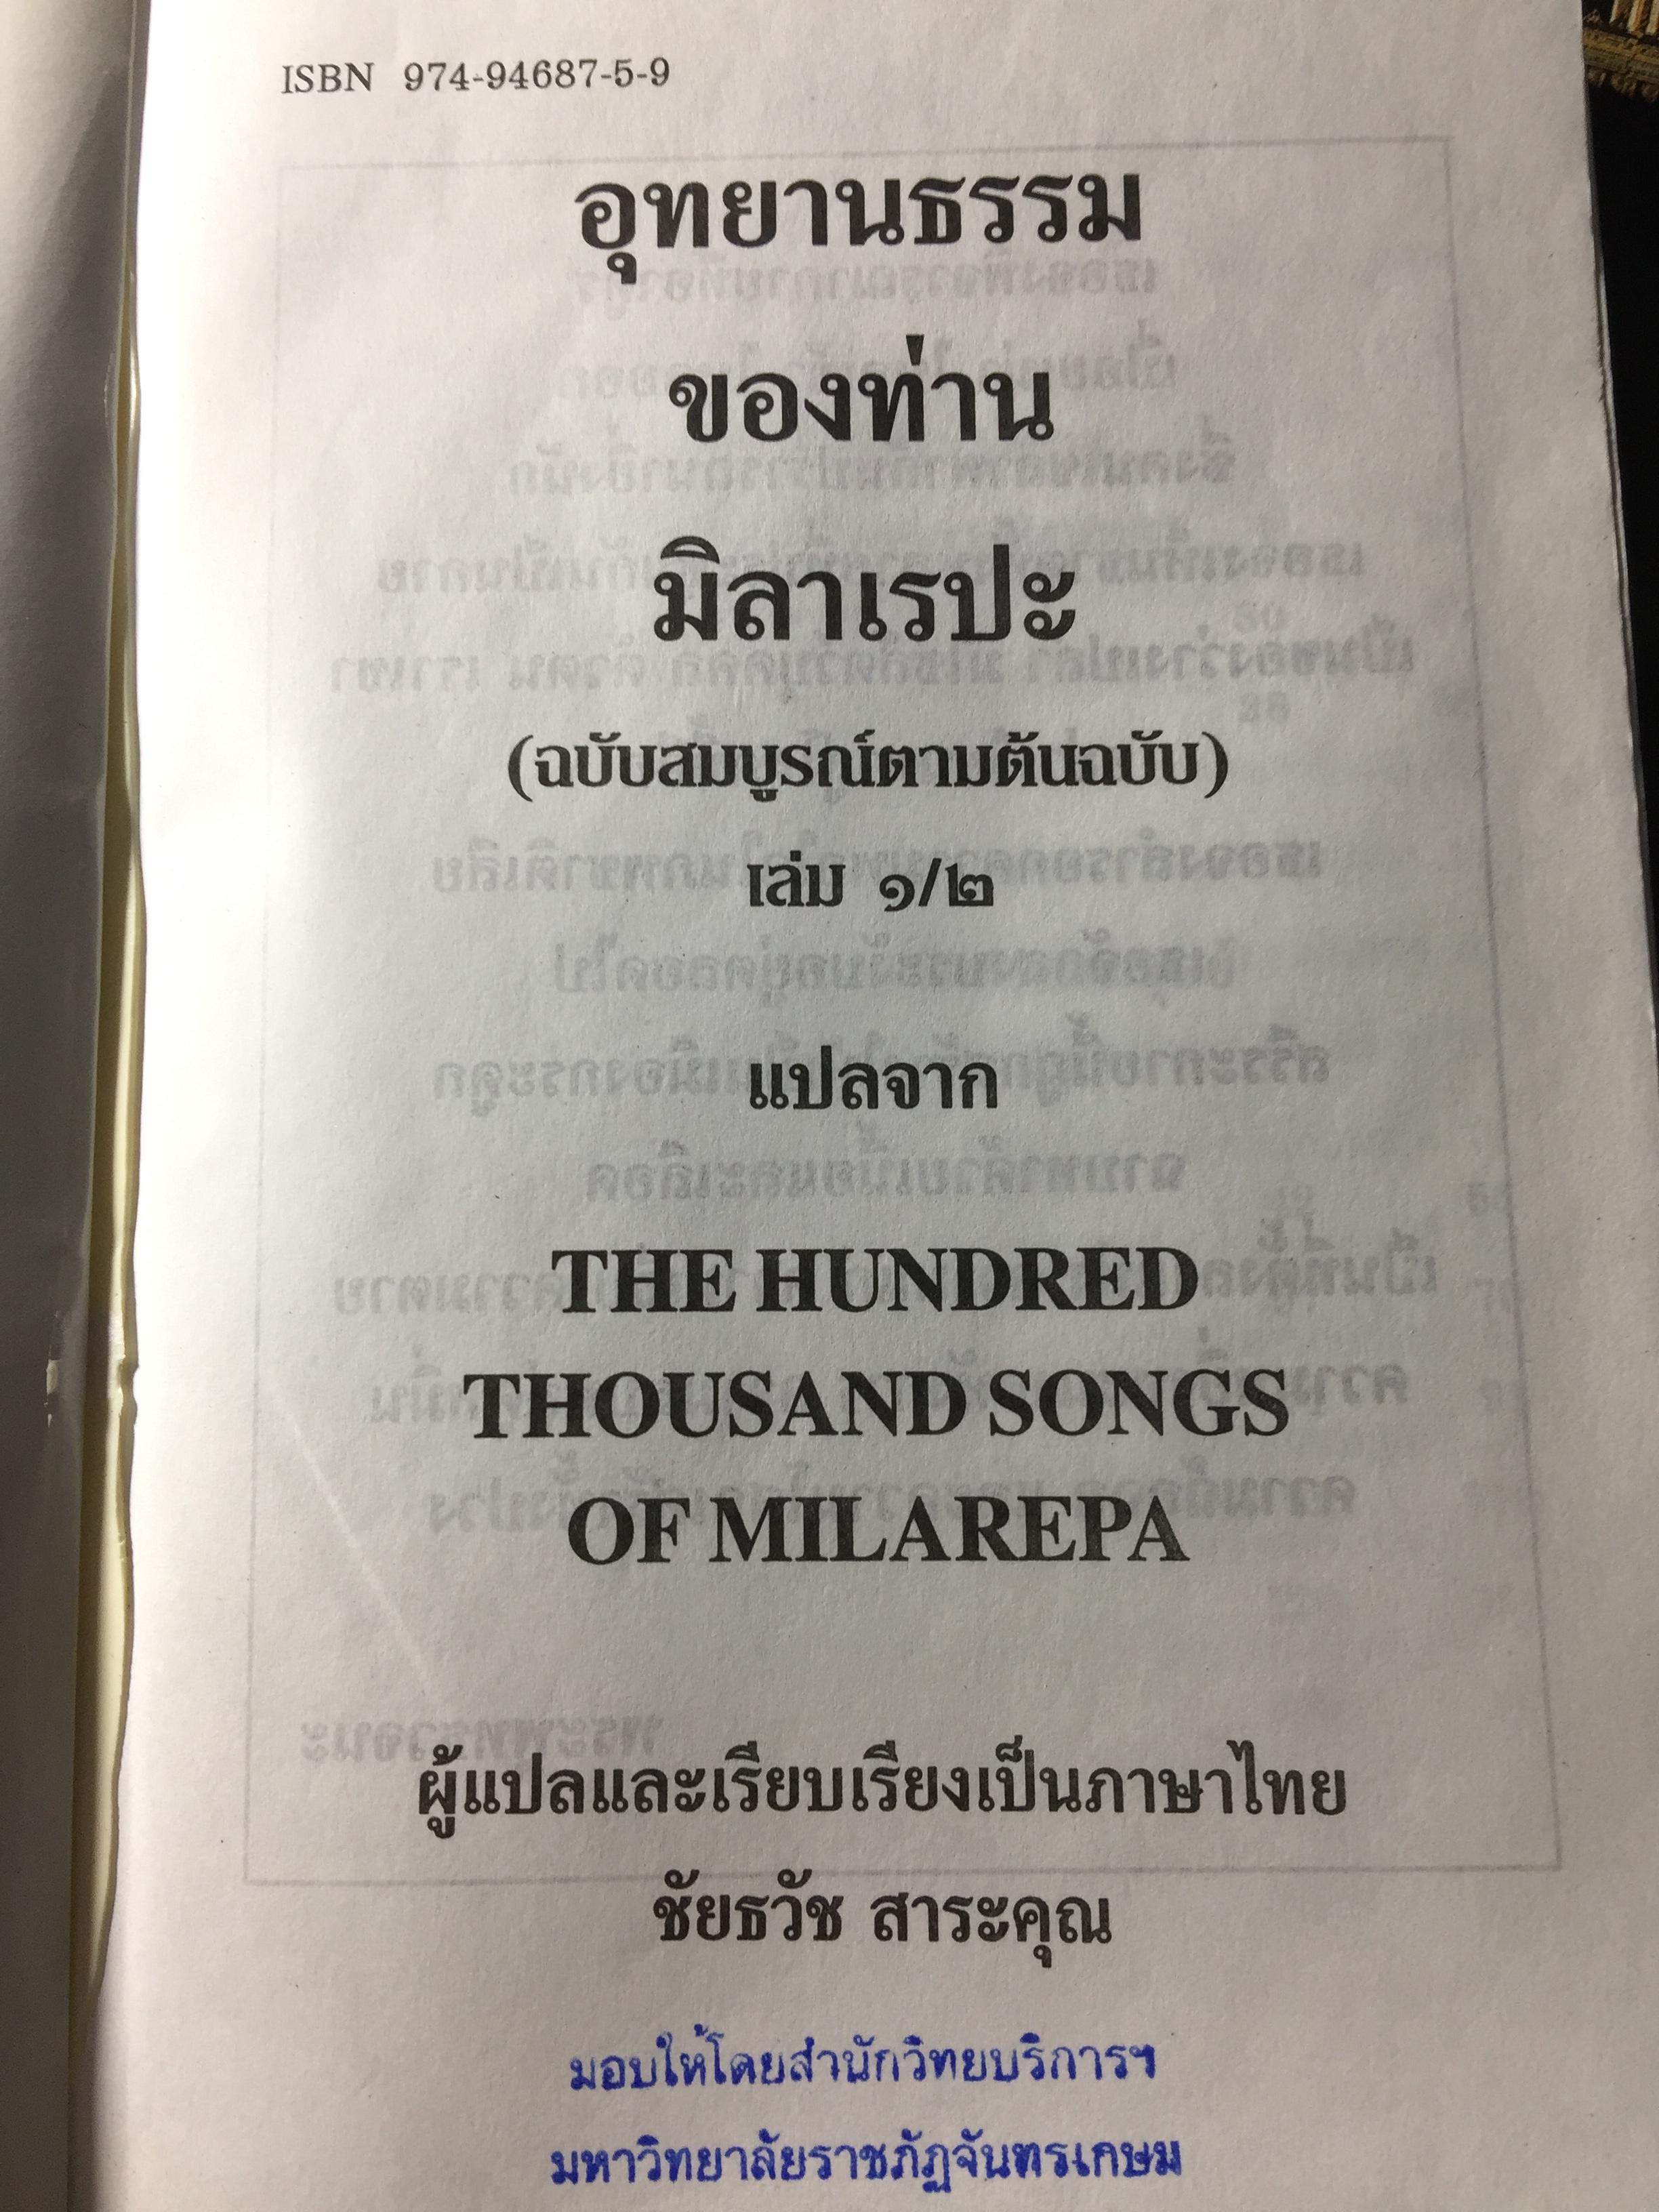 ISBN 974-94687-5-9
อุทยานธรรม
ของท่าน
มิลาเรปะ
(ฉบับสมบูรณ์ตามต้นฉบับ)
เล่ม ๑/๒
แปลจาก
THE HUNDRED
THOUSAND SONGS
OF MILAREPA
ผู้แปลและเรียบเรียงเป็นภาษาไทย
ชัยธวัช สาระคุณ
มอบให้โดยสำนักวิทยบริการฯ
มหาวิทยาลัยราชภัฏจันทรเกษม